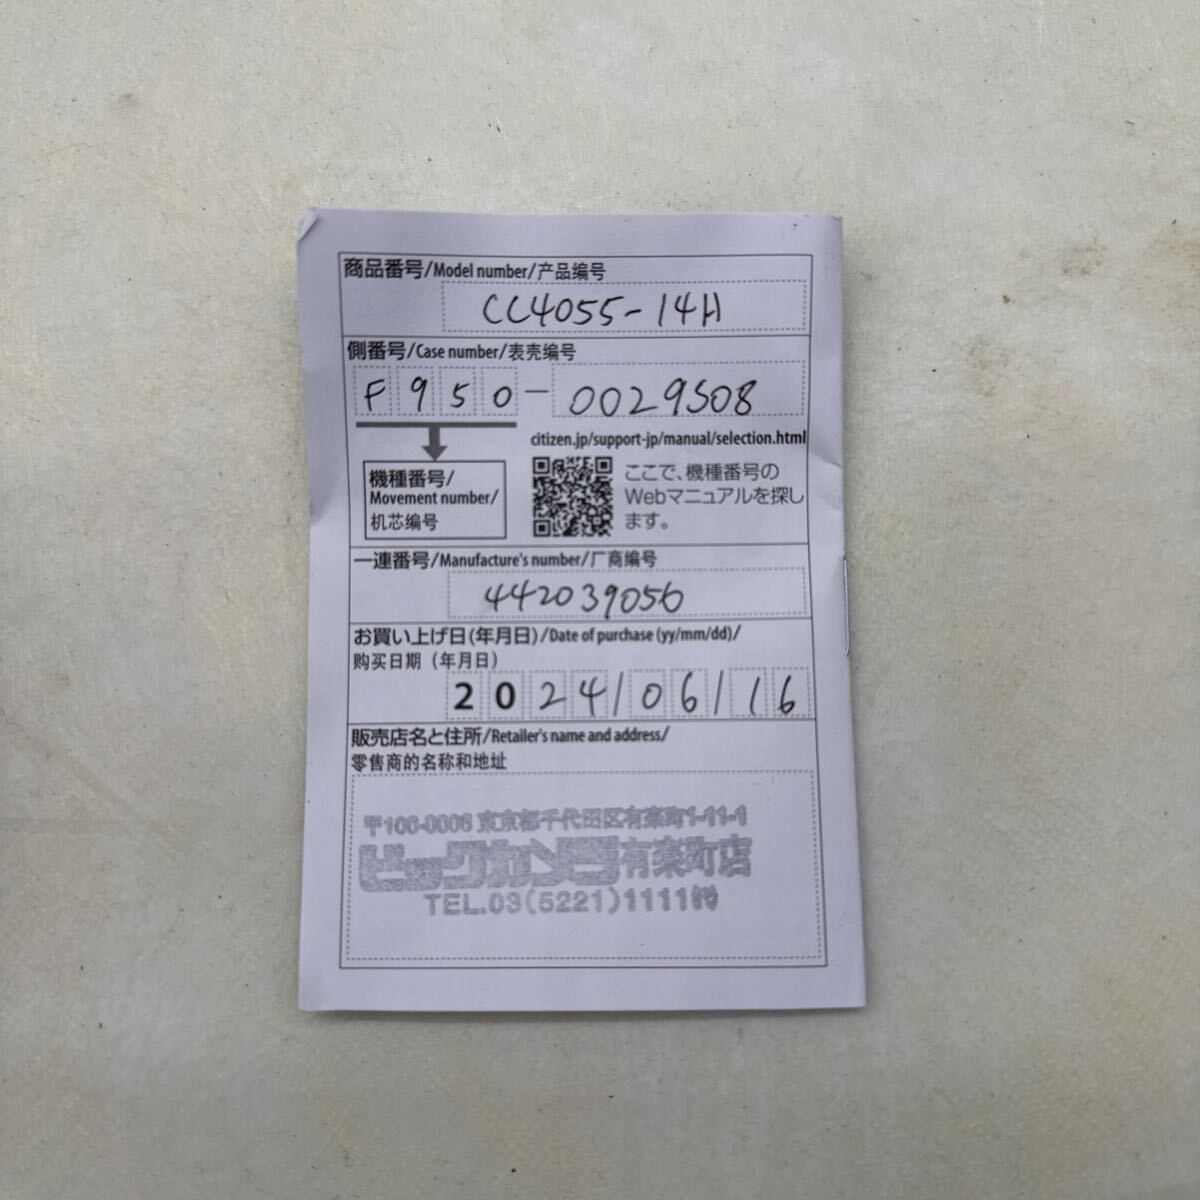 商品番号/Model number/产品编号
CC4055-14H
側番号/Case number/表壳编号
F950-0029508
citizen.jp/support-jp/manual/selection.html
機種番号/
Movement number/
机芯编号
ここで、機種番号の
Webマニュアルを探し
ます。
一連番号/Manufacture's number/厂商编号
442039056
お買い上げ日(年月日)/Date of purchase (yy/mm/dd)/
购买日期(年月日)
2024/06/16
販売店名と住所/Retailer's name and address/
零售商的名称和地址
〒100-0006 東京都千代田区有楽町1-11-1
ビックカメラ有楽町店
TEL.03(5221)1111㈹